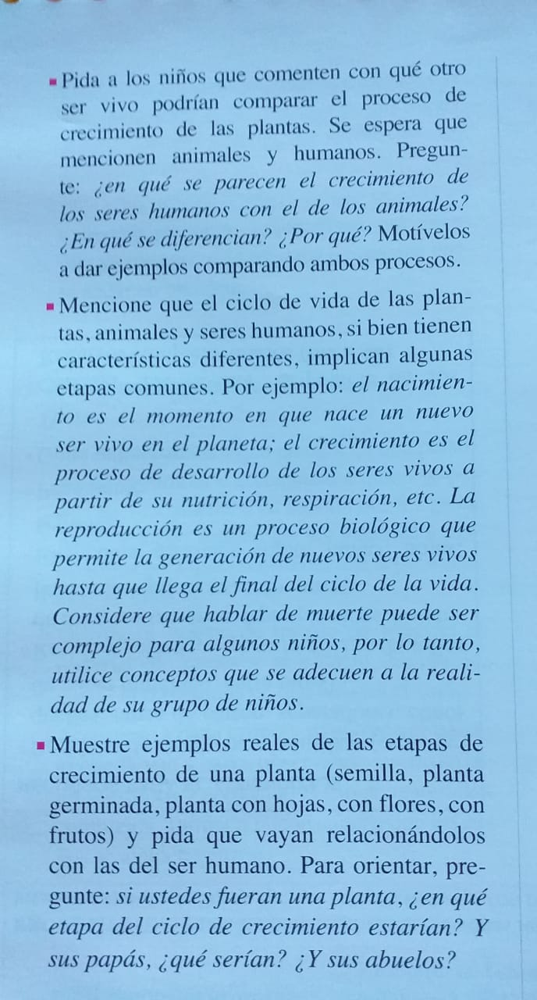 ▪ Pida a los niños que comenten con qué otro
ser vivo podrían comparar el proceso de
crecimiento de las plantas. Se espera que
mencionen animales y humanos. Pregun-
te: ¿en qué se parecen el crecimiento de
los seres humanos con el de los animales?
¿En qué se diferencian? ¿Por qué? Motívelos
a dar ejemplos comparando ambos procesos.
▪ Mencione que el ciclo de vida de las plan-
tas, animales y seres humanos, si bien tienen
características diferentes, implican algunas
etapas comunes. Por ejemplo: el nacimien-
to es el momento en que nace un nuevo
ser vivo en el planeta; el crecimiento es el
proceso de desarrollo de los seres vivos a
partir de su nutrición, respiración, etc. La
reproducción es un proceso biológico que
permite la generación de nuevos seres vivos
hasta que llega el final del ciclo de la vida.
Considere que hablar de muerte puede ser
complejo para algunos niños, por lo tanto,
utilice conceptos que se adecuen a la reali-
dad de su grupo de niños.
▪ Muestre ejemplos reales de las etapas de
crecimiento de una planta (semilla, planta
germinada, planta con hojas, con flores, con
frutos) y pida que vayan relacionándolos
con las del ser humano. Para orientar, pre-
gunte: si ustedes fueran una planta, ¿en qué
etapa del ciclo de crecimiento estarían? Y
sus papás, ¿qué serían? ¿Y sus abuelos?